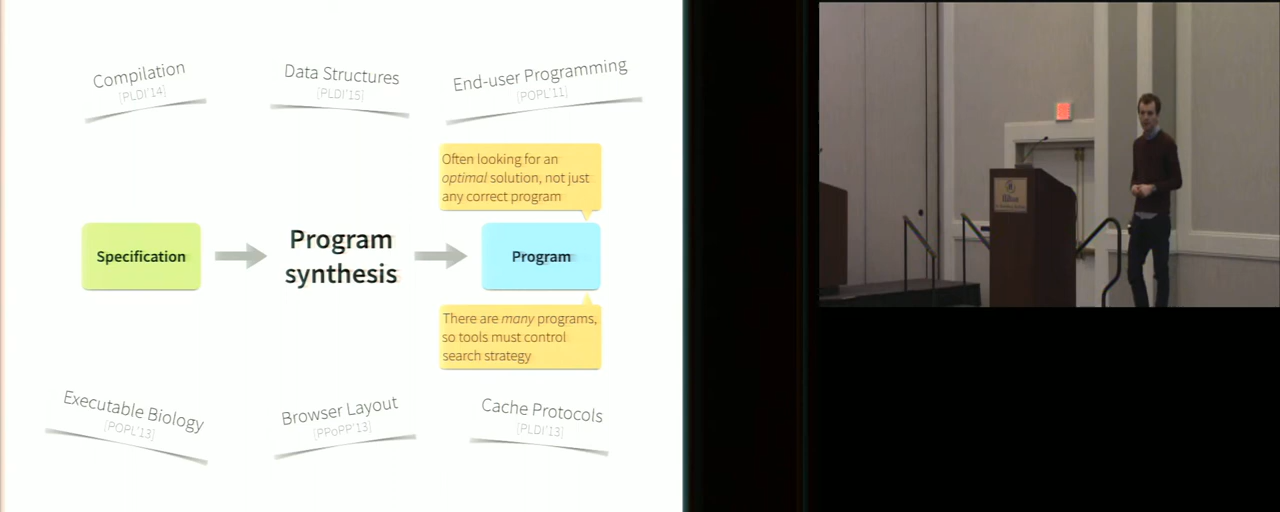 Compilation
[PLDI'14]
Data Structures
[PLDI'15]
End-user Programming
[POPL'11]
Often looking for an
optimal solution, not just
any correct program
Specification
Program
synthesis
Program
There are many programs,
so tools must control
search strategy
Executable Biology
[POPL'13]
Browser Layout
[PPoPP'13]
Cache Protocols
[PLDI'13]
Hilton